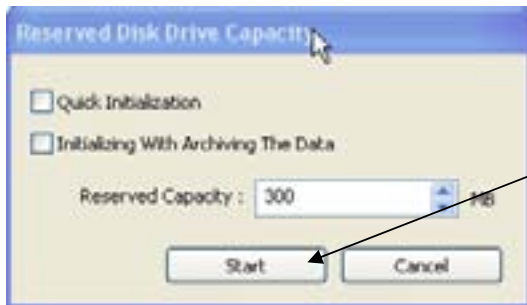 Reserved Disk Drive Capacity
Quick Initialization
Initializing With Archiving The Data
Reserved Capacity : 300 MB
Start Cancel